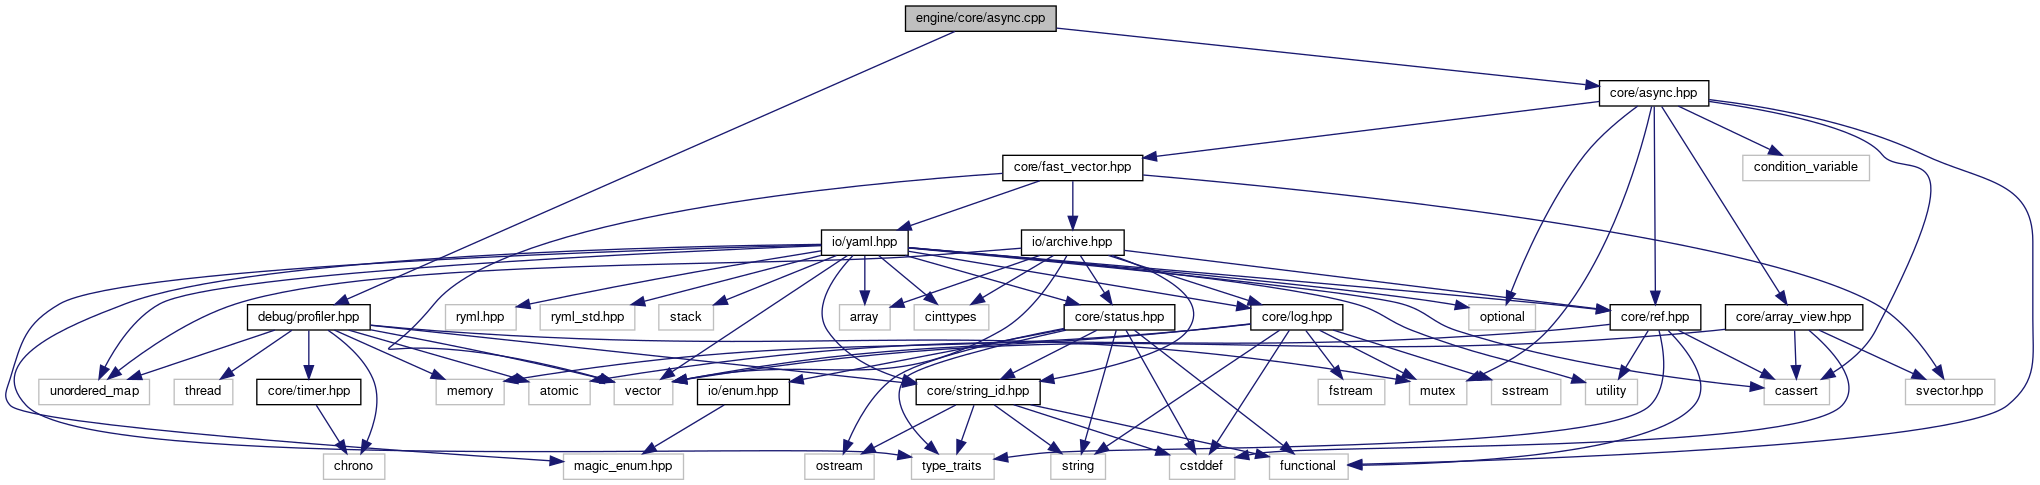 engine/core/async.cpp
core/async.hpp
core/fast_vector.hpp
condition_variable
io/yaml.hpp
io/archive.hpp
debug/profiler.hpp
ryml.hpp
ryml_std.hpp
stack
array
cinttypes
core/status.hpp
core/log.hpp
optional
core/ref.hpp
core/array_view.hpp
unordered_map
thread
core/timer.hpp
memory
atomic
vector
io/enum.hpp
core/string_id.hpp
fstream
mutex
sstream
utility
cassert
svector.hpp
chrono
magic_enum.hpp
ostream
type_traits
string
cstddef
functional